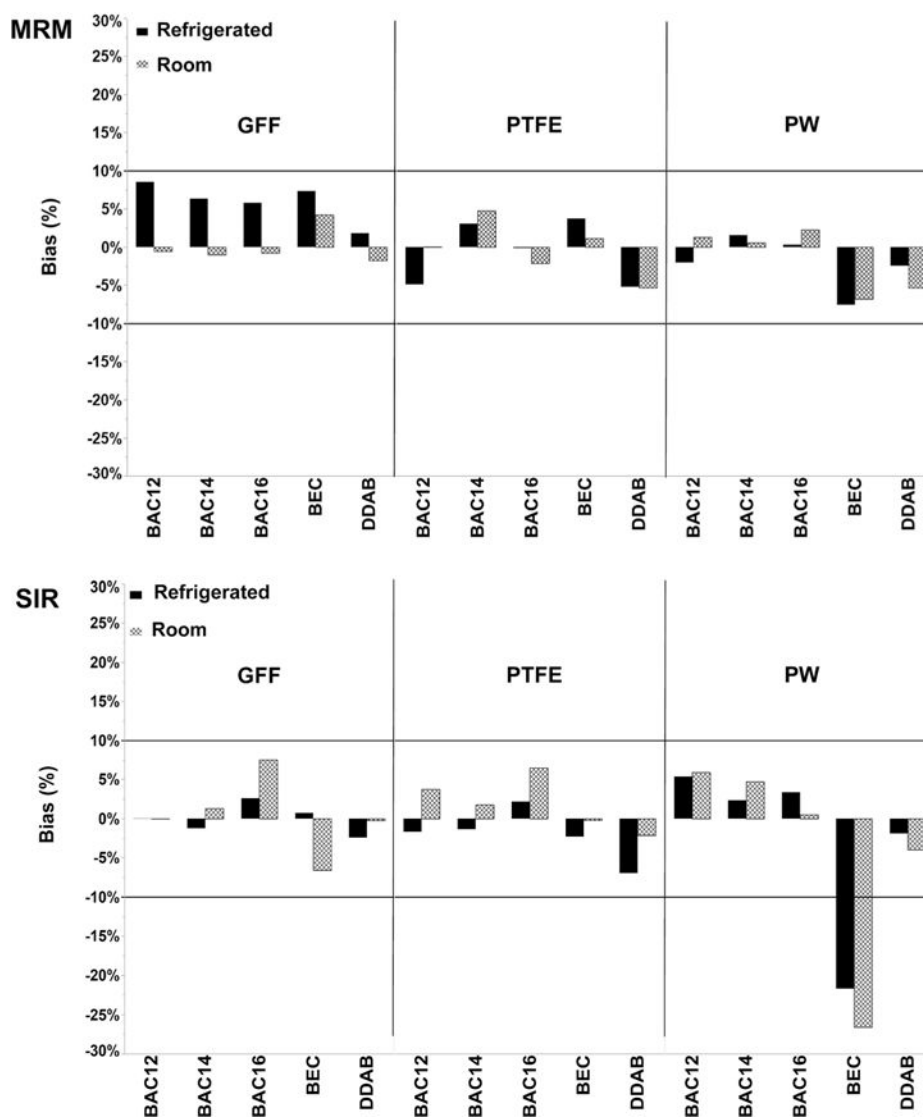 MRM
Refrigerated
Room
30%
25%
20%
15%
10%
5%
0%
-5%
-10%
-15%
-20%
-25%
-30%
Bias (%)
GFF
PTFE
PW
BAC12
BAC14
BAC16
BEC
DDAB
BAC12
BAC14
BAC16
BEC
DDAB
BAC12
BAC14
BAC16
BEC
DDAB
SIR
Refrigerated
Room
30%
25%
20%
15%
10%
5%
0%
-5%
-10%
-15%
-20%
-25%
-30%
Bias (%)
GFF
PTFE
PW
BAC12
BAC14
BAC16
BEC
DDAB
BAC12
BAC14
BAC16
BEC
DDAB
BAC12
BAC14
BAC16
BEC
DDAB